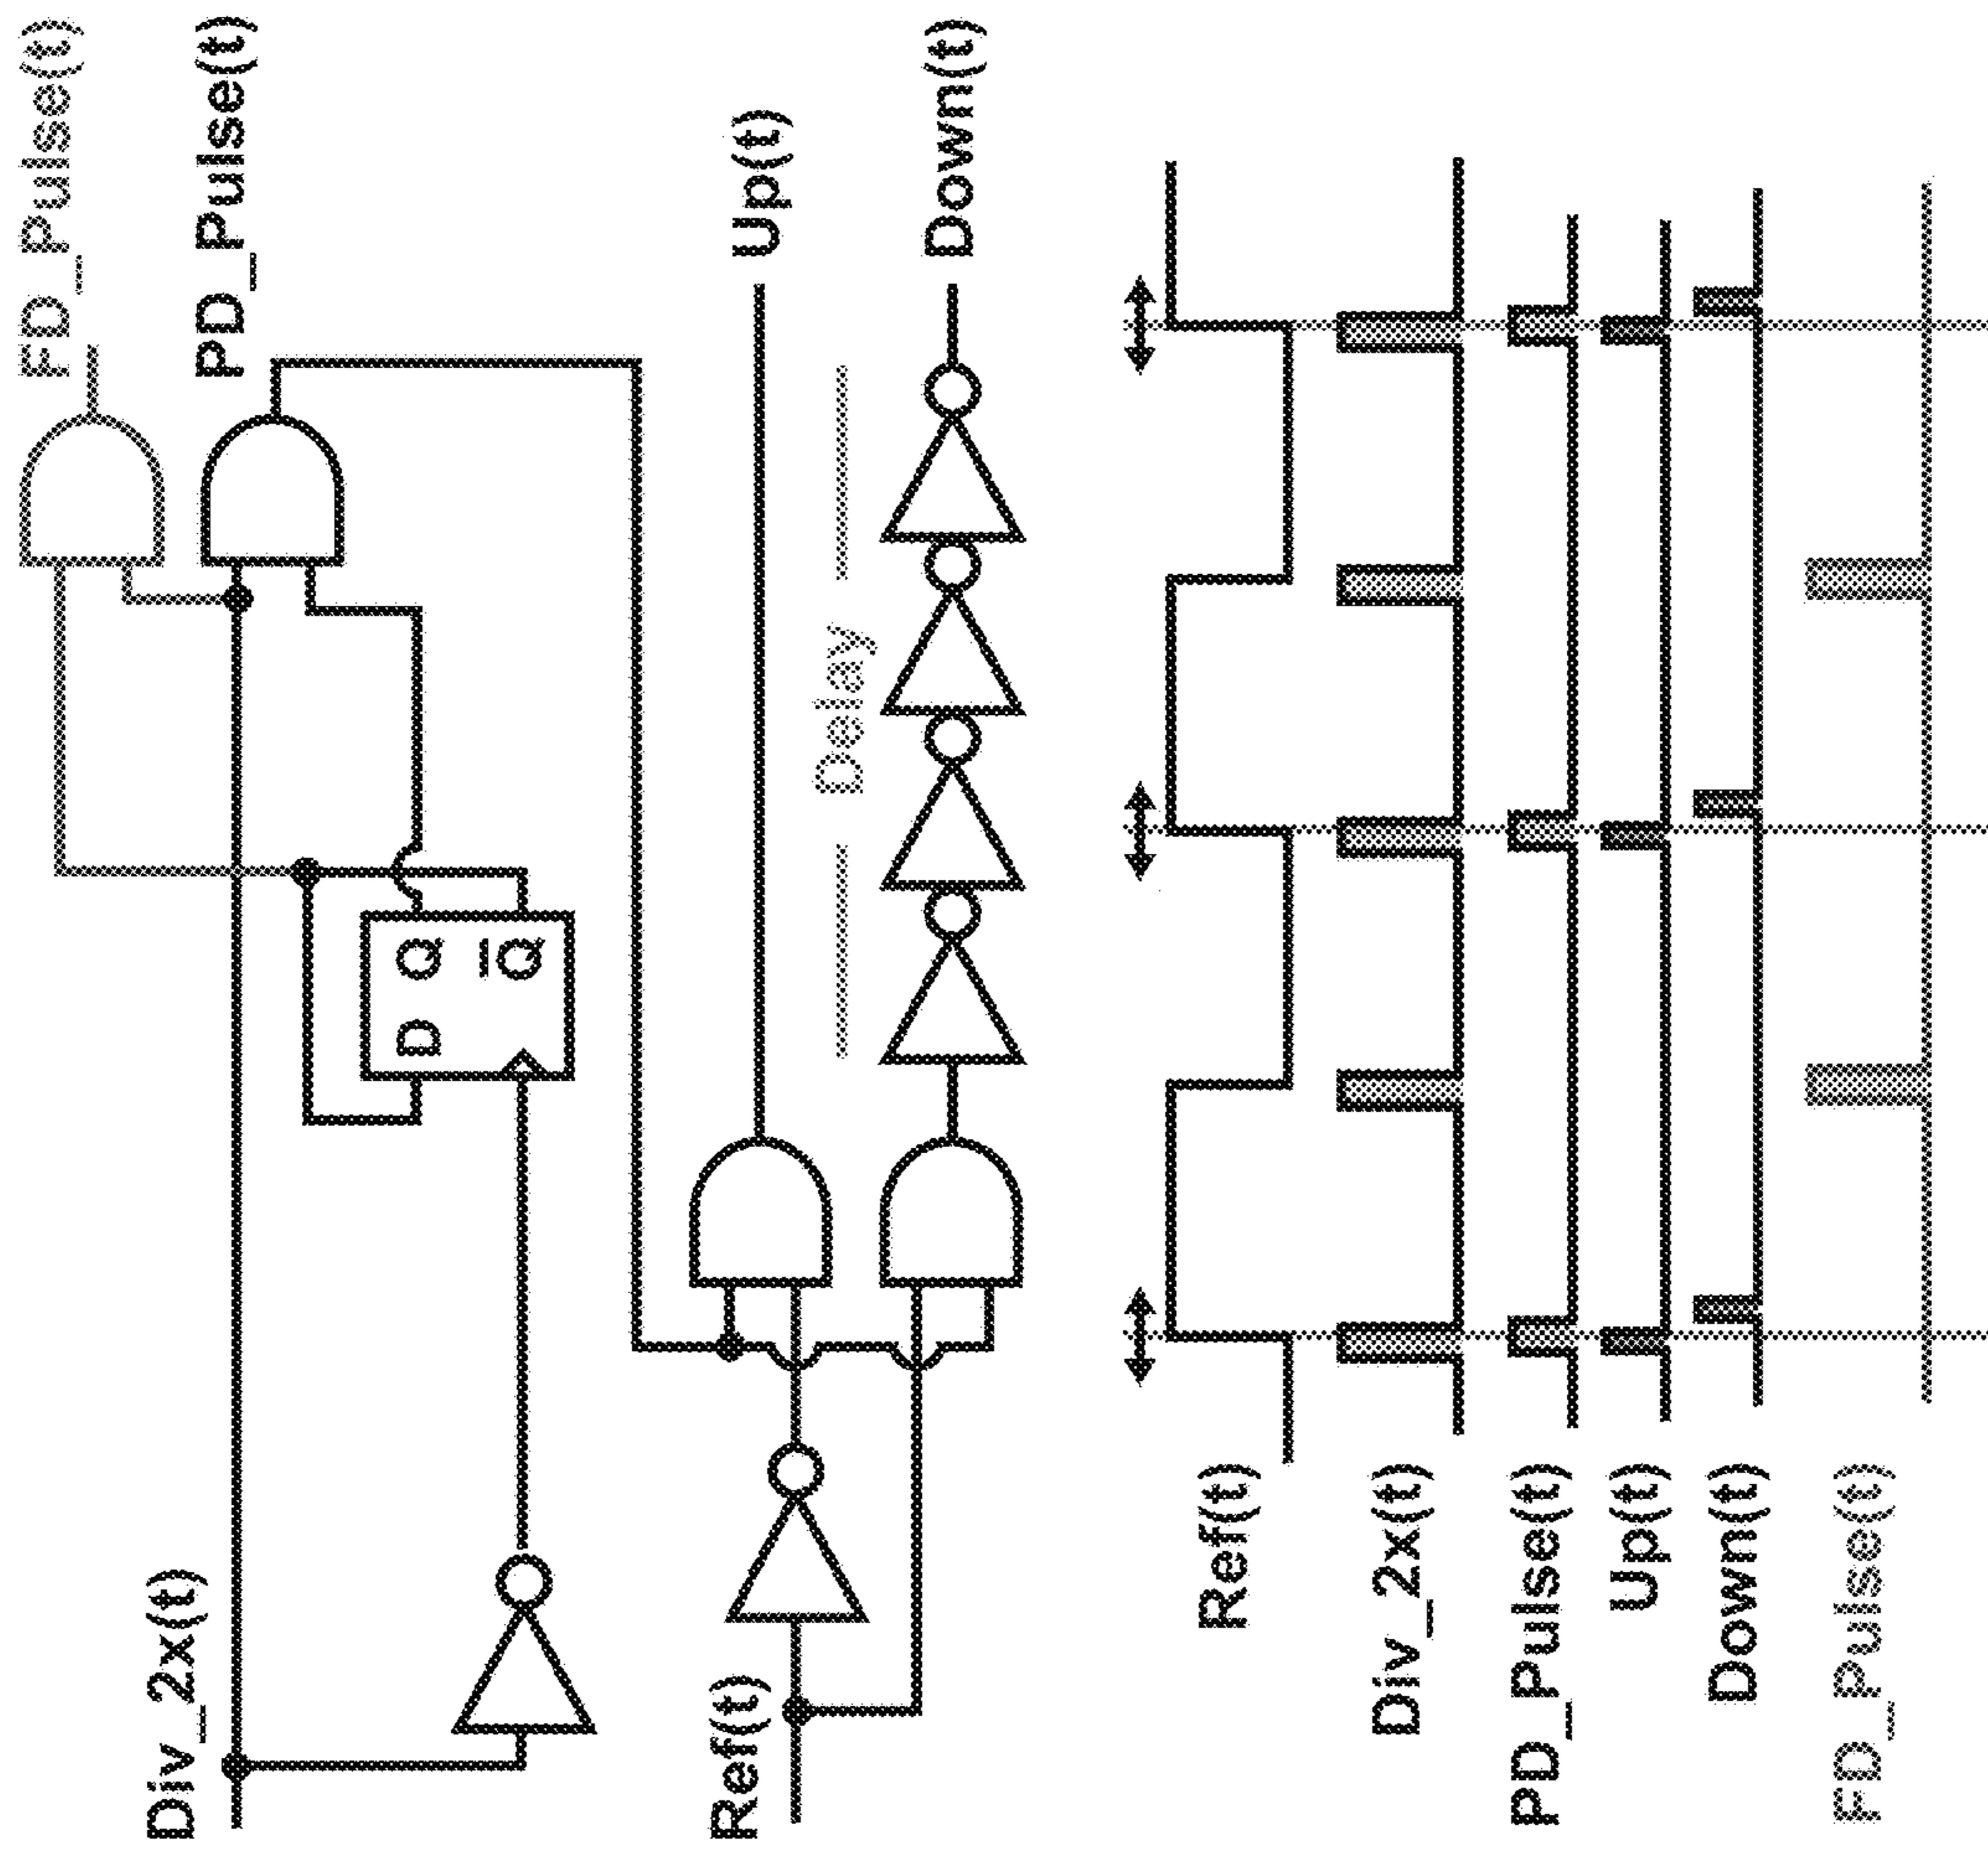 FD_Pulse(t)
Div_2x(t)
PD_Pulse(t)
D Q
Q
Ref(t)
Up(t)
Delay
Down(t)
Ref(t)
Div_2x(t)
PD_Pulse(t)
Up(t)
Down(t)
FD_Pulse(t)